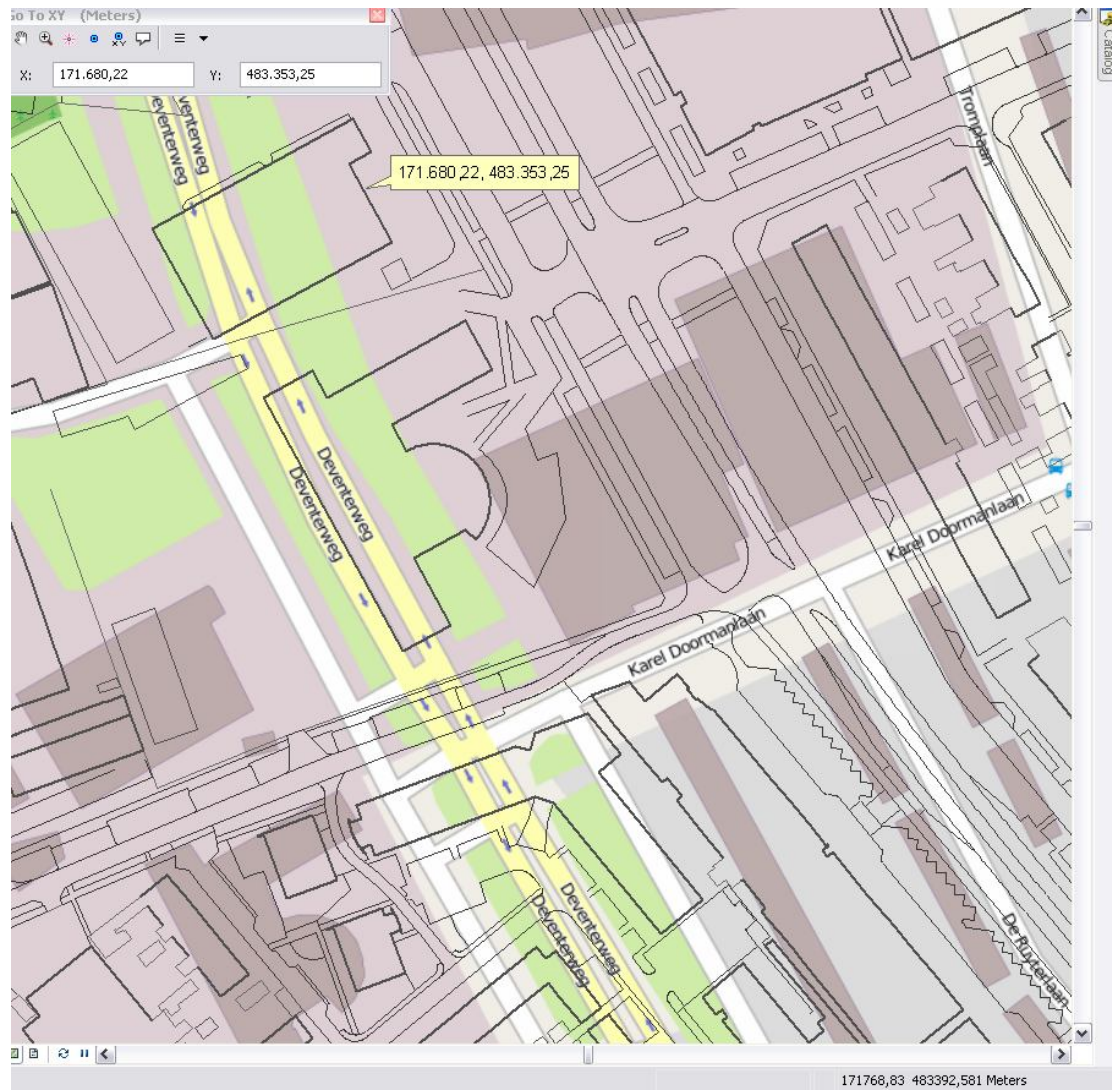 Go To XY (Meters)
X: 171.680,22 Y: 483.353,25
Catalog
Deventerweg
171.680,22, 483.353,25
Tromplaan
Deventerweg
Deventerweg
Karel Doormanlaan
Karel Doormanlaan
Deventerweg
Deventerweg
De Ruyterlaan
171768,83 483392,581 Meters